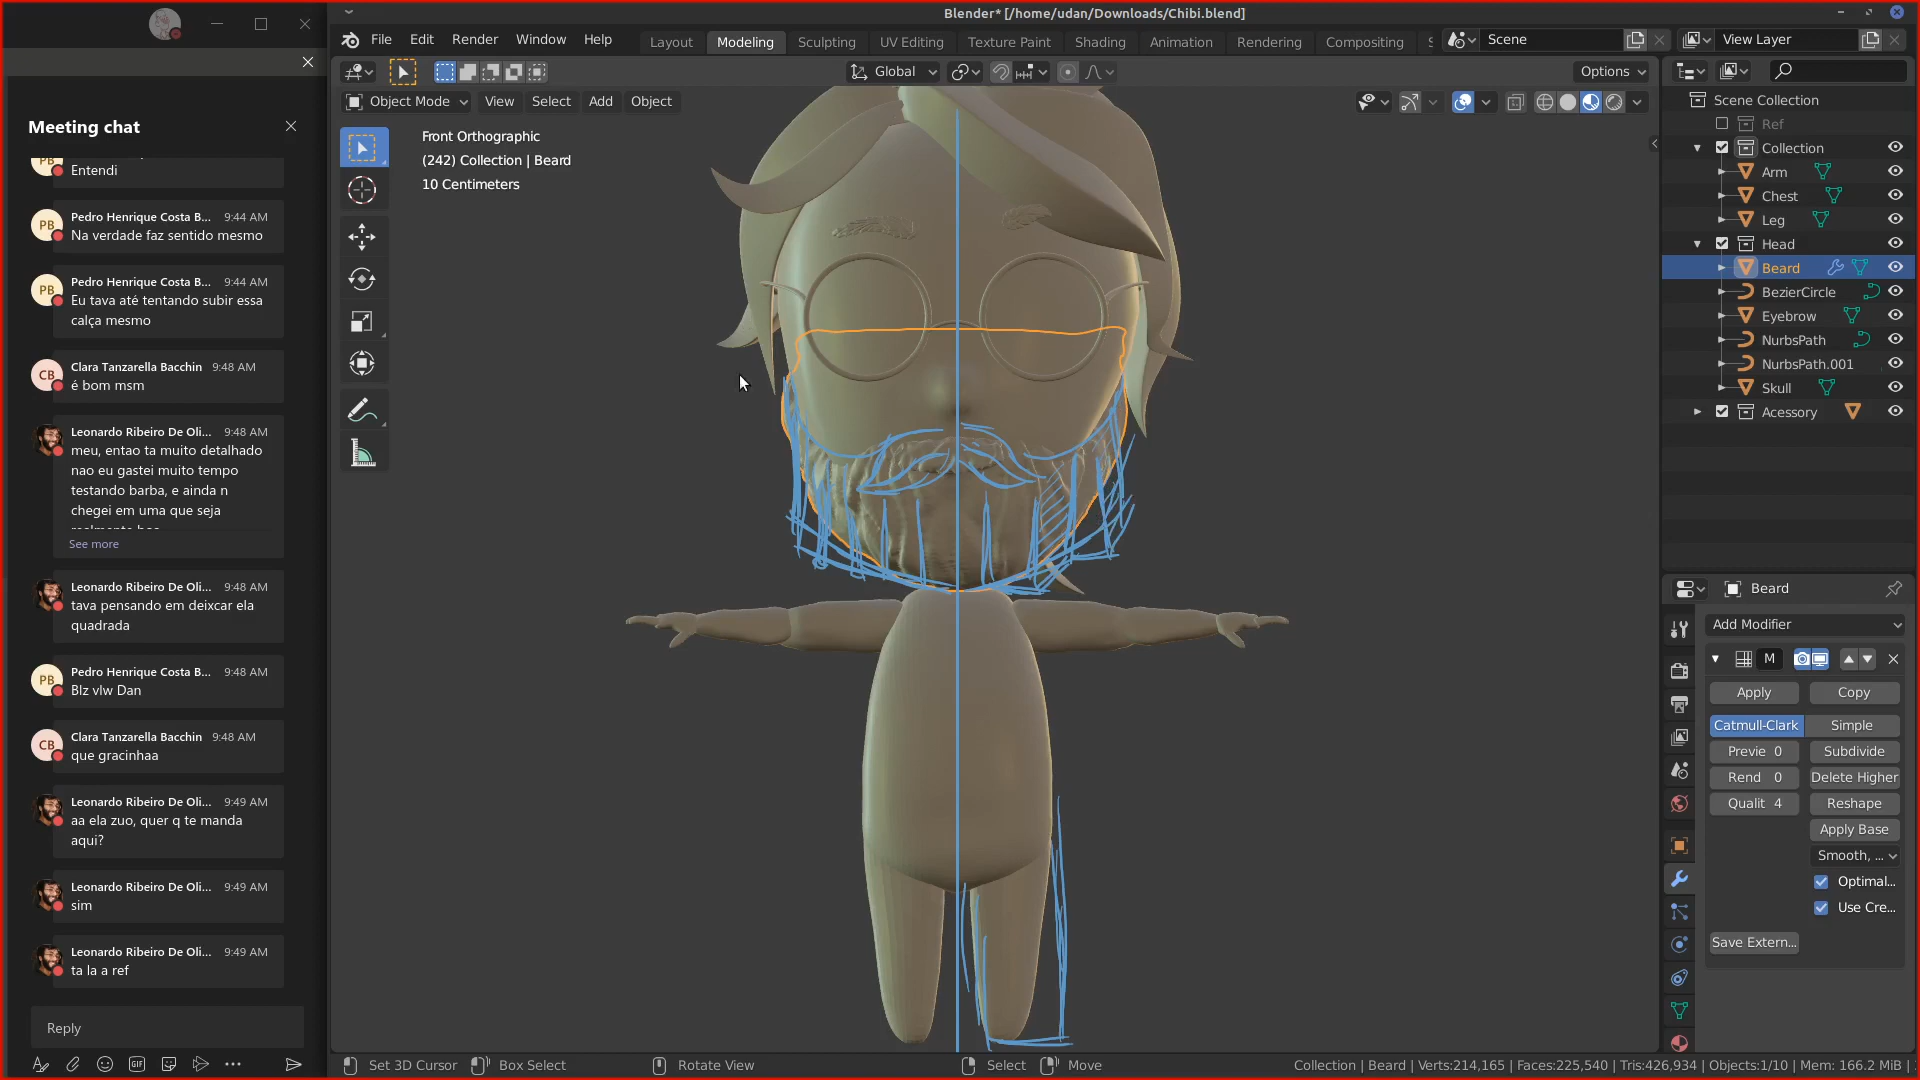 Meeting chat
Entendi
Pedro Henrique Costa B... 9:44 AM
Na verdade faz sentido mesmo
Pedro Henrique Costa B... 9:44 AM
Eu tava até tentando subir essa
calça mesmo
Clara Tanzarella Bacchin 9:48 AM
é bom msm
Leonardo Ribeiro De Oli... 9:48 AM
meu, entao ta muito detalhado
nao eu gastei muito tempo
testando barba, e ainda n
chegei em uma que seja
See more
Leonardo Ribeiro De Oli... 9:48 AM
tava pensando em deixcar ela
quadrada
Pedro Henrique Costa B... 9:48 AM
Blz vlw Dan
Clara Tanzarella Bacchin 9:48 AM
que gracinhaa
Leonardo Ribeiro De Oli... 9:49 AM
aa ela zuo, quer q te manda
aqui?
Leonardo Ribeiro De Oli... 9:49 AM
sim
Leonardo Ribeiro De Oli... 9:49 AM
ta la a ref
Reply
PB
PB
CB
PB
CB
GIF
Blender* [/home/udan/Downloads/Chibi.blend]
File Edit Render Window Help
Layout Modeling Sculpting UV Editing Texture Paint Shading Animation Rendering Compositing
Scene
View Layer
Global
Options
Object Mode View Select Add Object
Front Orthographic
(242) Collection | Beard
10 Centimeters
Scene Collection
Ref
Collection
Arm
Chest
Leg
Head
Beard
BezierCircle
Eyebrow
NurbsPath
NurbsPath.001
Skull
Acessory
Beard
Add Modifier
M
Apply Copy
Catmull-Clark Simple
Previe 0 Subdivide
Rend 0 Delete Higher
Qualit 4 Reshape
Apply Base
Smooth, ...
Optimal...
Use Cre...
Save Extern...
Set 3D Cursor Box Select Rotate View Select Move
Collection | Beard | Verts:214,165 | Faces:225,540 | Tris:426,934 | Objects:1/10 | Mem: 166.2 MiB |